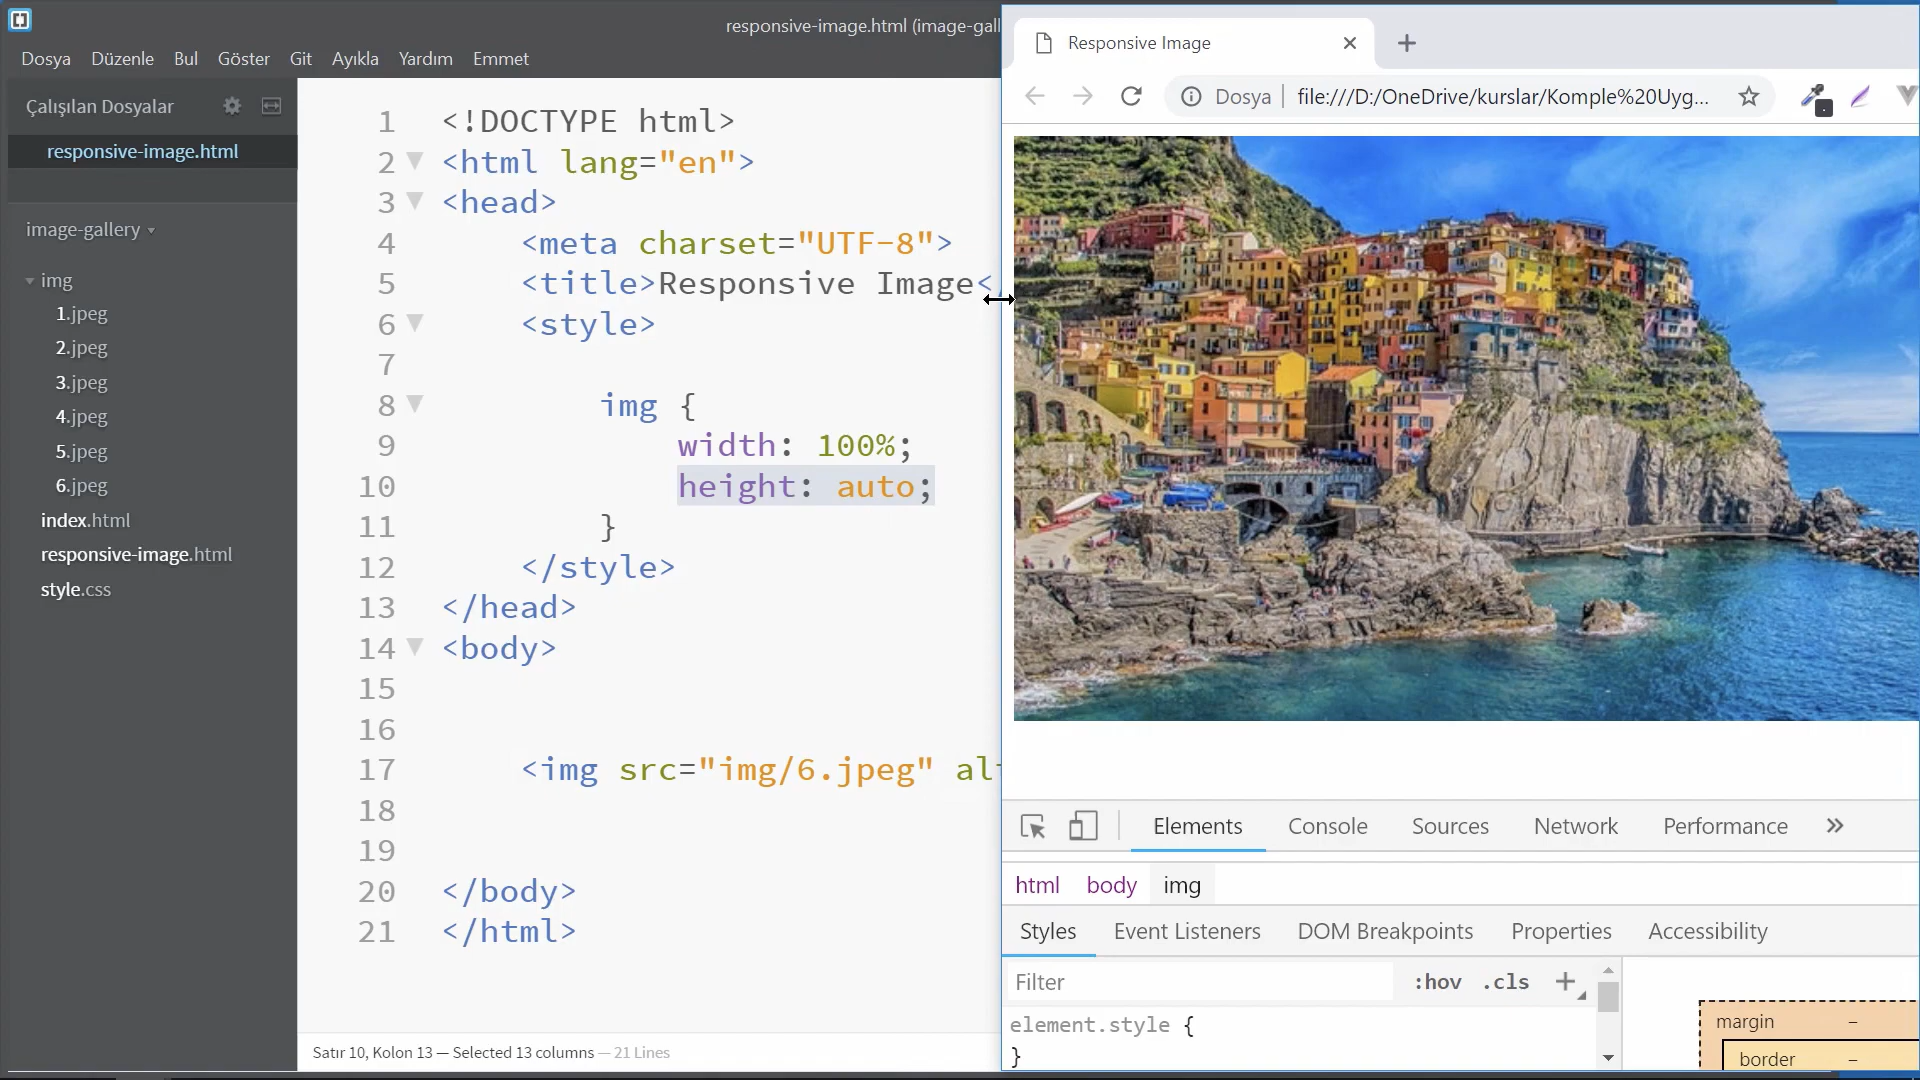 responsive-image.html (image-gall
Dosya Düzenle Bul Göster Git Ayıkla Yardım Emmet
Çalışılan Dosyalar
responsive-image.html
image-gallery
img
1.jpeg
2.jpeg
3.jpeg
4.jpeg
5.jpeg
6.jpeg
index.html
responsive-image.html
style.css
1 <!DOCTYPE html>
2 <html lang="en">
3 <head>
4 <meta charset="UTF-8">
5 <title>Responsive Image<
6 <style>
7
8 img {
9 width: 100%;
10 height: auto;
11 }
12 </style>
13 </head>
14 <body>
15
16
17 <img src="img/6.jpeg" alt
18
19
20 </body>
21 </html>
Satır 10, Kolon 13 — Selected 13 columns — 21 Lines
Responsive Image
Dosya file:///D:/OneDrive/kurslar/Komple%20Uyg...
Elements Console Sources Network Performance
html body img
Styles Event Listeners DOM Breakpoints Properties Accessibility
Filter :hov .cls +
element.style {
}
margin –
border –